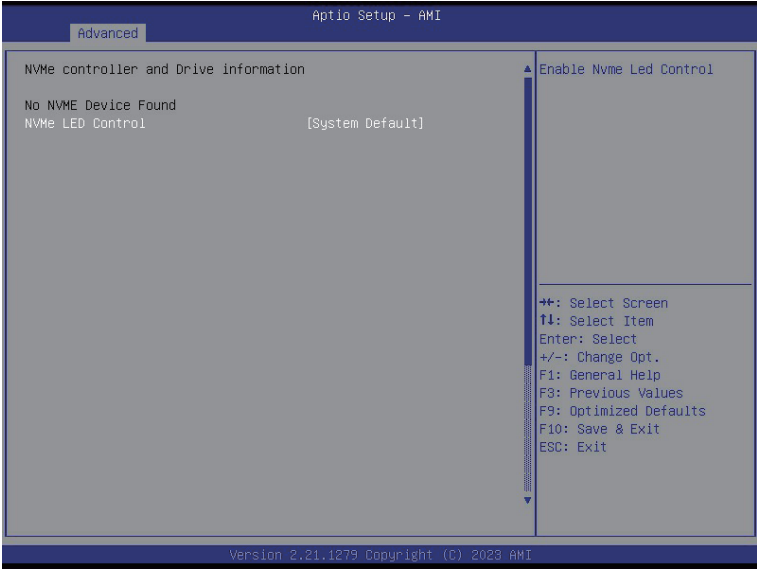 Aptio Setup – AMI
Advanced
NVMe controller and Drive information
No NVME Device Found
NVMe LED Control [System Default]
Enable Nvme Led Control
→←: Select Screen
↑↓: Select Item
Enter: Select
+/-: Change Opt.
F1: General Help
F3: Previous Values
F9: Optimized Defaults
F10: Save & Exit
ESC: Exit
Version 2.21.1279 Copyright (C) 2023 AMI